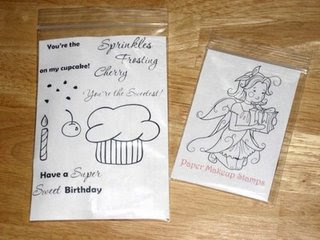 You're the Sprinkles
Frosting
on my cupcake!
Cherry
You're the Sweetest!
Have a Super
Sweet Birthday
Paper Makeup Stamps